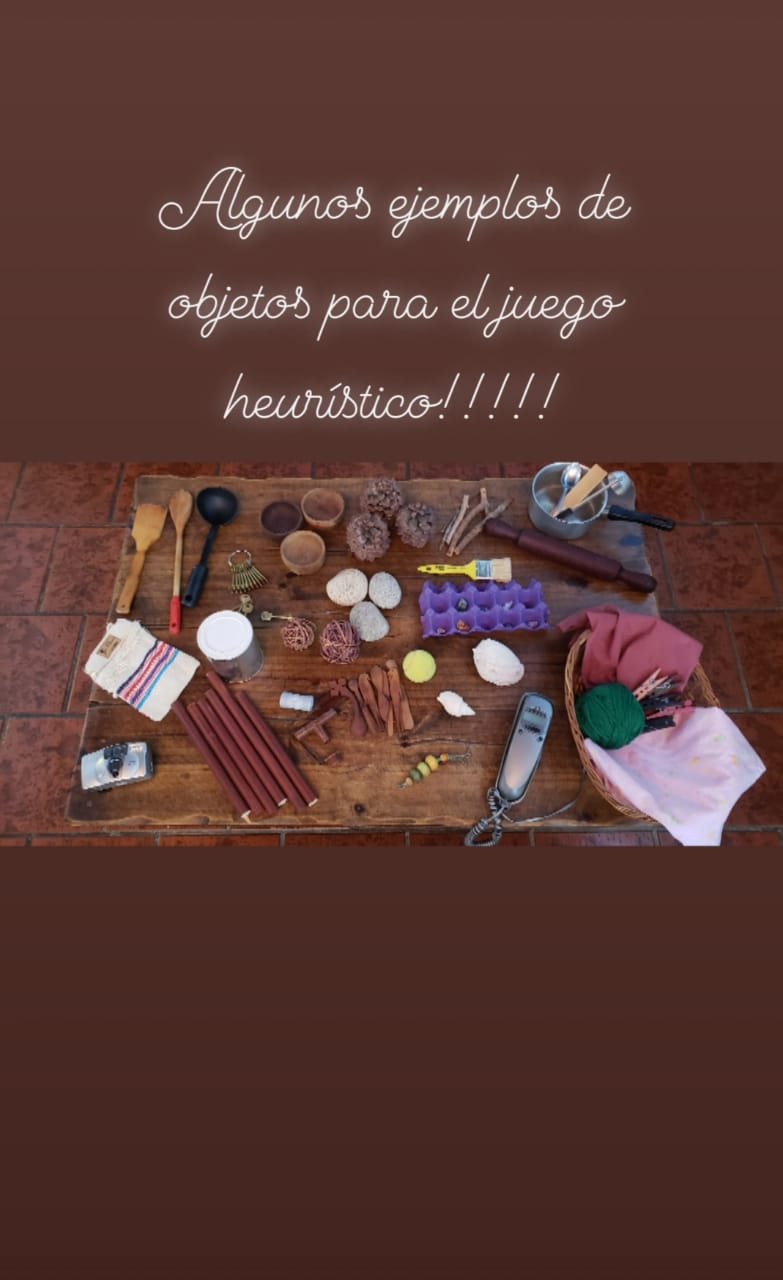 Algunos ejemplos de
objetos para el juego
heurístico!!!!!